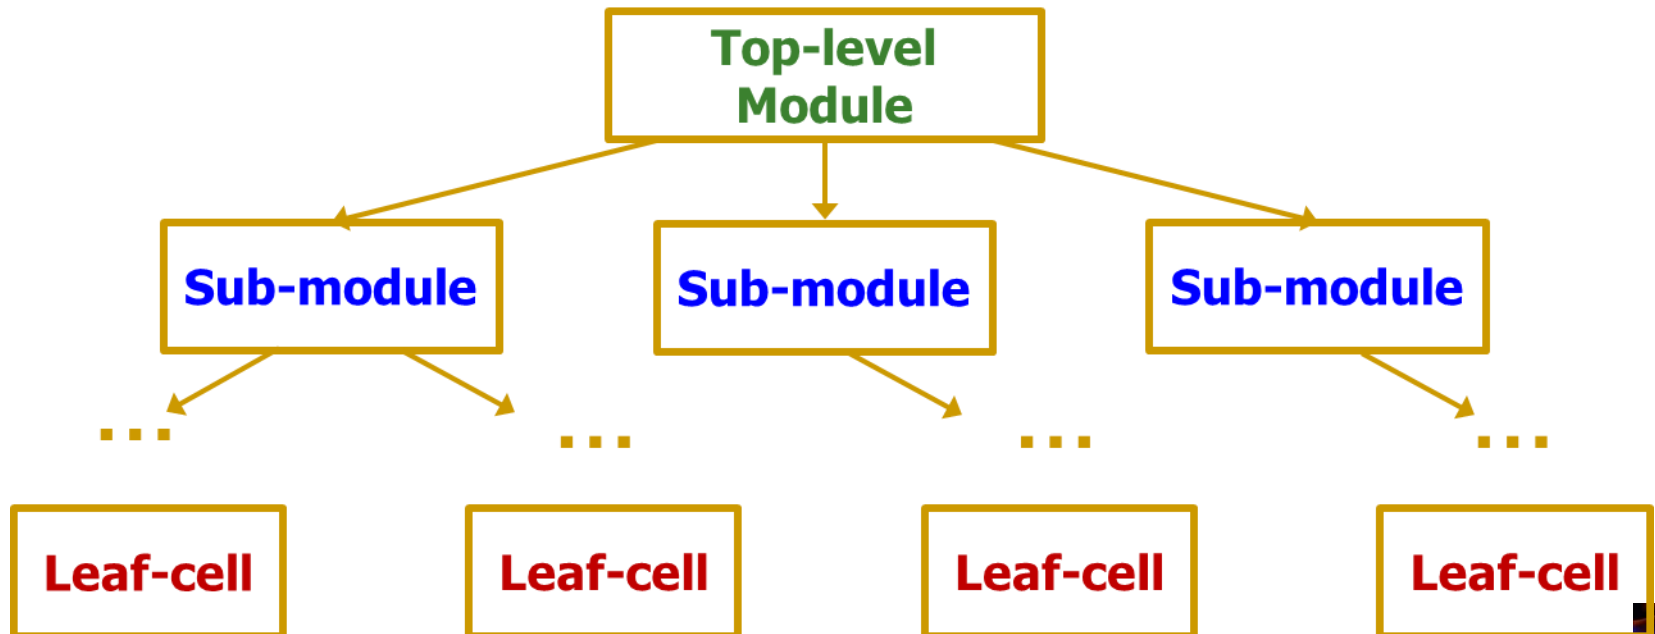 Top-level
Module
Sub-module
Sub-module
Sub-module
...
...
...
...
Leaf-cell
Leaf-cell
Leaf-cell
Leaf-cell